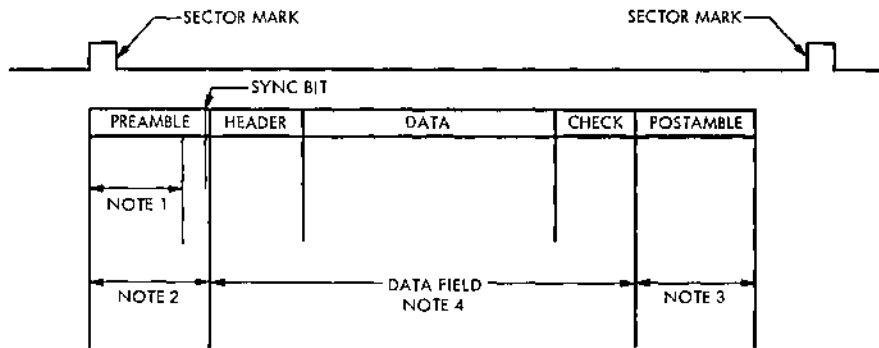 SECTOR MARK
SECTOR MARK
SYNC BIT
PREAMBLE HEADER DATA CHECK POSTAMBLE
NOTE 1
NOTE 2
DATA FIELD
NOTE 4
NOTE 3